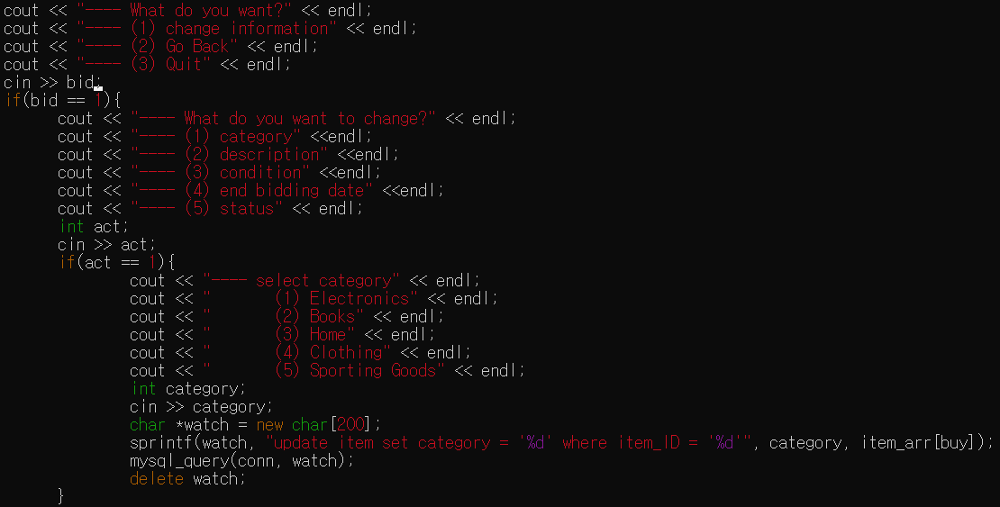 cout << "---- What do you want?" << endl;
cout << "---- (1) change information" << endl;
cout << "---- (2) Go Back" << endl;
cout << "---- (3) Quit" << endl;
cin >> bid;
if(bid == 1){
        cout << "---- What do you want to change?" << endl;
        cout << "---- (1) category" <<endl;
        cout << "---- (2) description" <<endl;
        cout << "---- (3) condition" <<endl;
        cout << "---- (4) end bidding date" <<endl;
        cout << "---- (5) status" << endl;
        int act;
        cin >> act;
        if(act == 1){
                cout << "---- select category" << endl;
                cout << "       (1) Electronics" << endl;
                cout << "       (2) Books" << endl;
                cout << "       (3) Home" << endl;
                cout << "       (4) Clothing" << endl;
                cout << "       (5) Sporting Goods" << endl;
                int category;
                cin >> category;
                char *watch = new char[200];
                sprintf(watch, "update item set category = '%d' where item_ID = '%d'", category, item_arr[buy]);
                mysql_query(conn, watch);
                delete watch;
        }